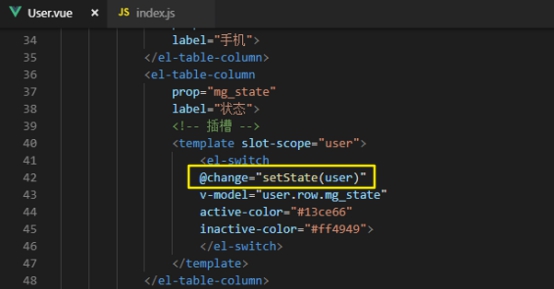 User.vue
JS index.js
34 label="手机">
35 </el-table-column>
36 <el-table-column
37 prop="mg_state"
38 label="状态">
39 <!-- 插槽 -->
40 <template slot-scope="user">
41 <el-switch
42 @change="setState(user)"
43 v-model="user.row.mg_state"
44 active-color="#13ce66"
45 inactive-color="#ff4949">
46 </el-switch>
47 </template>
48 </el-table-column>